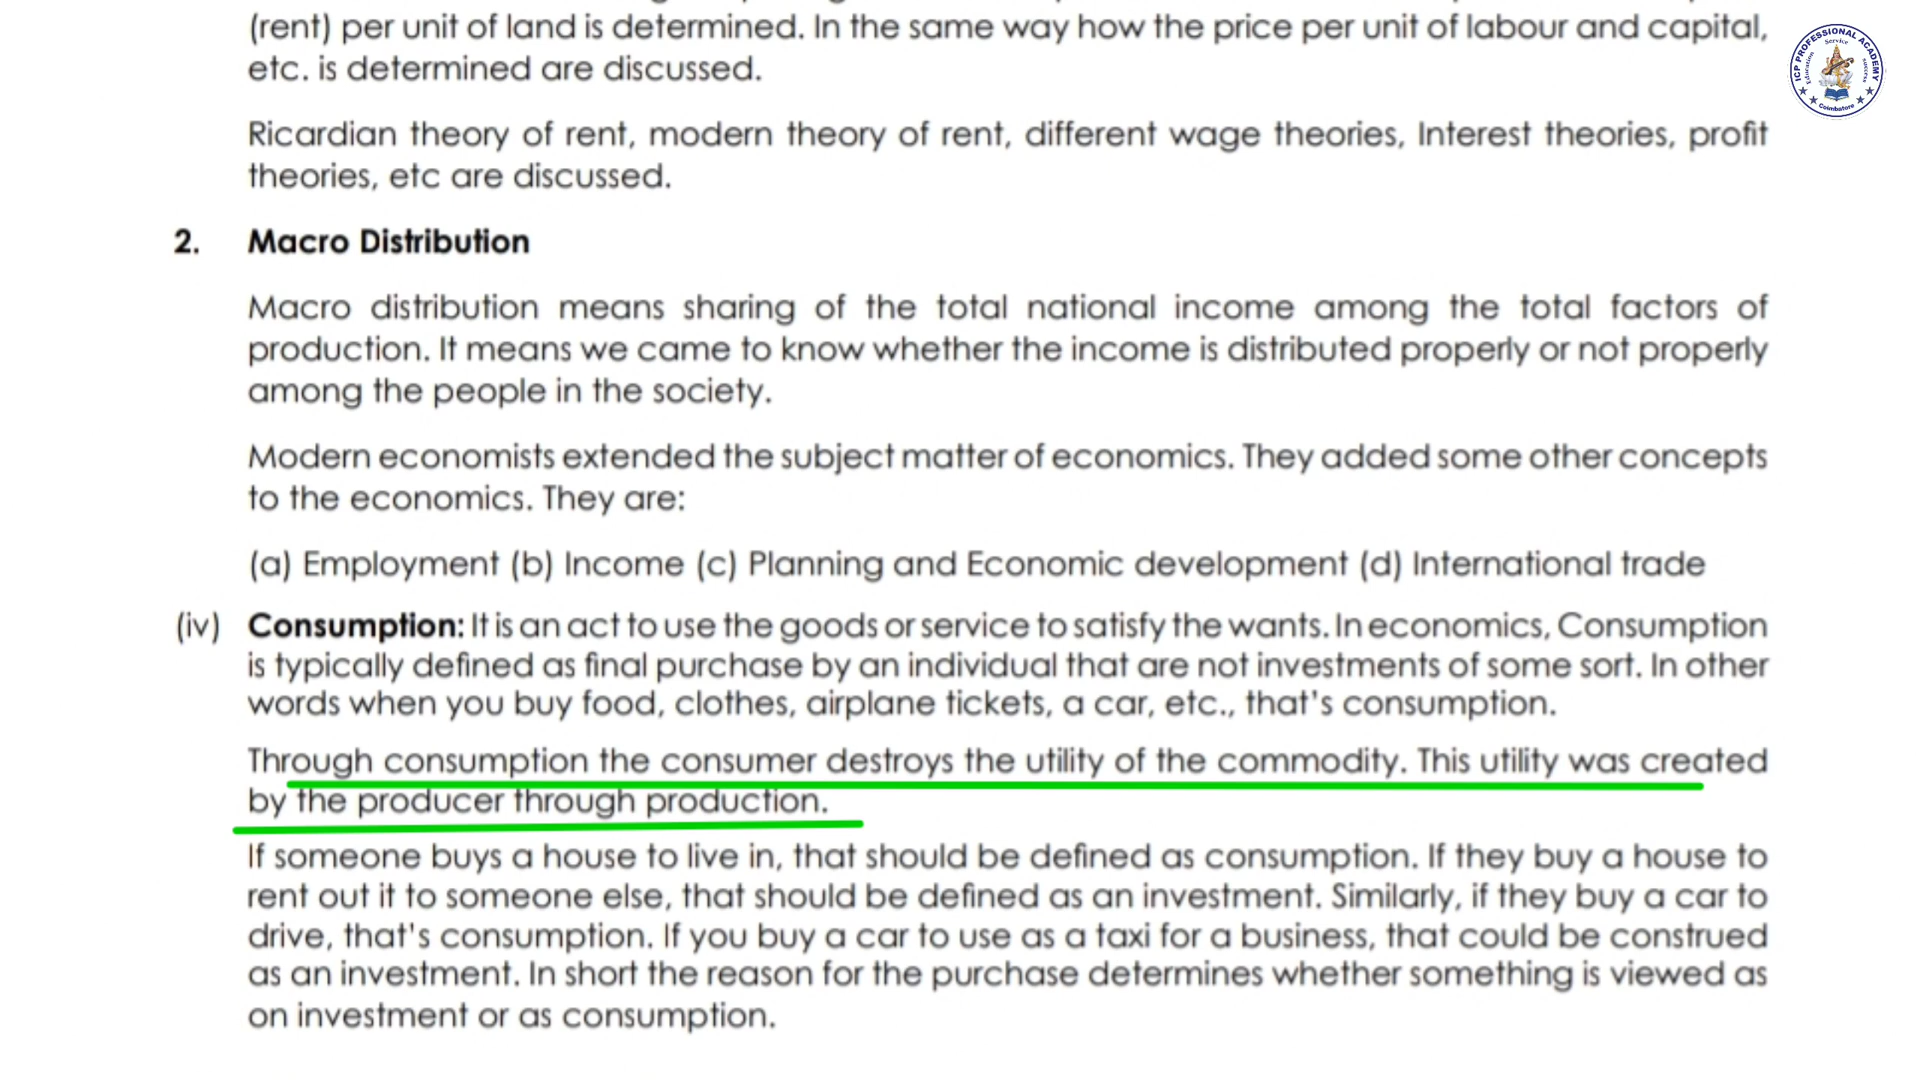 (rent) per unit of land is determined. In the same way how the price per unit of labour and capital,
etc. is determined are discussed.
Ricardian theory of rent, modern theory of rent, different wage theories, Interest theories, profit
theories, etc are discussed.
2. Macro Distribution
Macro distribution means sharing of the total national income among the total factors of
production. It means we came to know whether the income is distributed properly or not properly
among the people in the society.
Modern economists extended the subject matter of economics. They added some other concepts
to the economics. They are:
(a) Employment (b) Income (c) Planning and Economic development (d) International trade
(iv) Consumption: It is an act to use the goods or service to satisfy the wants. In economics, Consumption
is typically defined as final purchase by an individual that are not investments of some sort. In other
words when you buy food, clothes, airplane tickets, a car, etc., that's consumption.
Through consumption the consumer destroys the utility of the commodity. This utility was created
by the producer through production.
If someone buys a house to live in, that should be defined as consumption. If they buy a house to
rent out it to someone else, that should be defined as an investment. Similarly, if they buy a car to
drive, that's consumption. If you buy a car to use as a taxi for a business, that could be construed
as an investment. In short the reason for the purchase determines whether something is viewed as
on investment or as consumption.
ICP PROFESSIONAL ACADEMY
Service
Education
success
Coimbatore